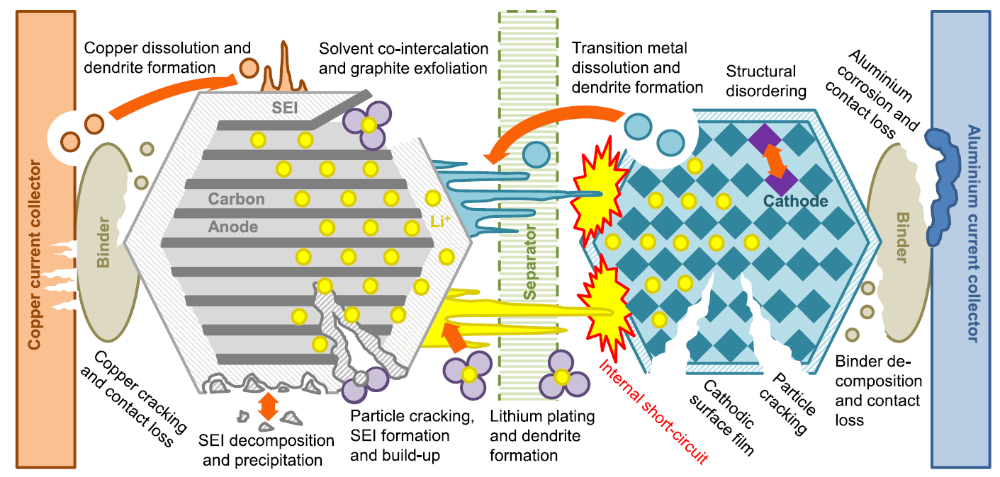 Copper dissolution and
dendrite formation
Solvent co-intercalation
and graphite exfoliation
Transition metal
dissolution and
dendrite formation
Structural
disordering
Aluminium
corrosion and
contact loss
SEI
Copper current collector
Binder
Carbon
Anode
Li⁺
Separator
Cathode
Binder
Aluminium current collector
Copper cracking
and contact loss
SEI decomposition
and precipitation
Particle cracking,
SEI formation
and build-up
Lithium plating
and dendrite
formation
Internal short-circuit
Cathodic
surface film
Particle
cracking
Binder de-
composition
and contact
loss